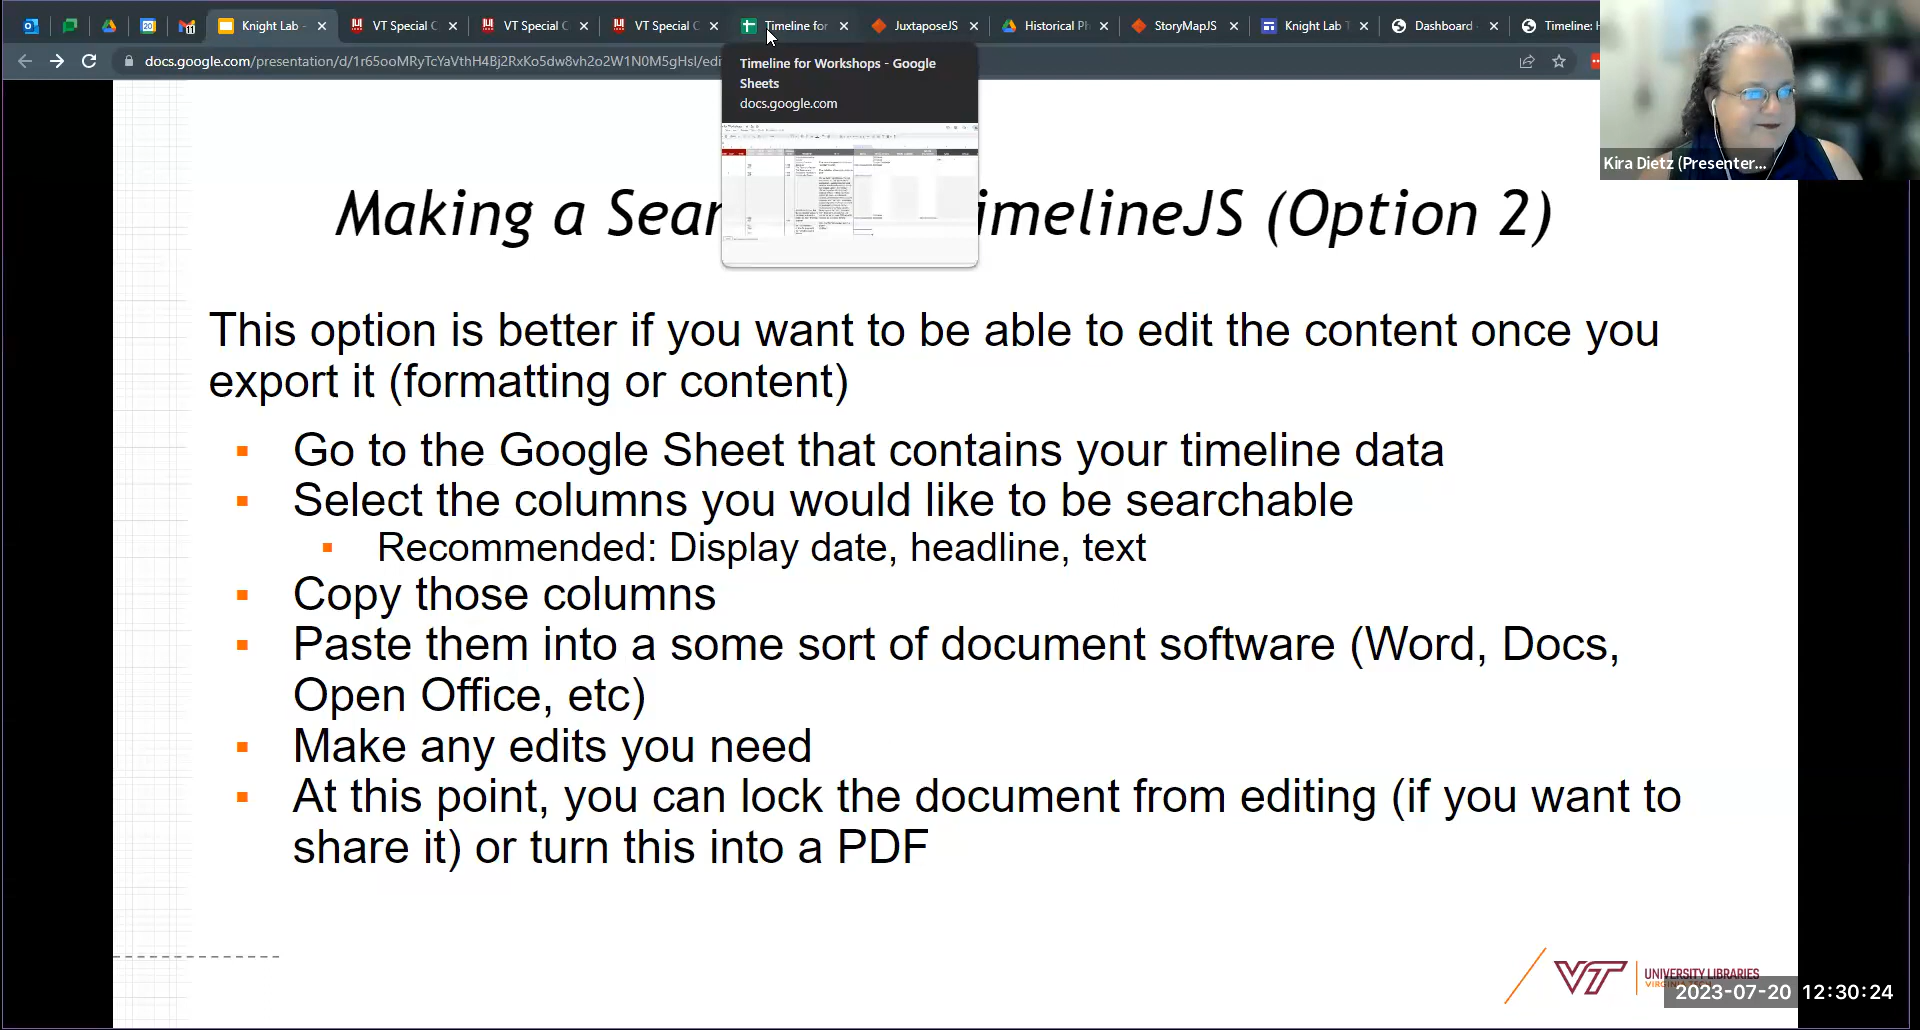 Knight Lab -
VT Special C
VT Special C
VT Special C
Timeline for
JuxtaposeJS
Historical Ph
StoryMapJS
Knight Lab T
Dashboard
Timeline: H
docs.google.com/presentation/d/1r65ooMRyTcYaVthH4Bj2RxKo5dw8vh2o2W1N0M5gHsI/edi
Timeline for Workshops - Google
Sheets
docs.google.com
Kira Dietz (Presenter...
Making a Sear imelineJS (Option 2)
This option is better if you want to be able to edit the content once you
export it (formatting or content)
Go to the Google Sheet that contains your timeline data
Select the columns you would like to be searchable
Recommended: Display date, headline, text
Copy those columns
Paste them into a some sort of document software (Word, Docs,
Open Office, etc)
Make any edits you need
At this point, you can lock the document from editing (if you want to
share it) or turn this into a PDF
VT UNIVERSITY LIBRARIES
2023-07-20 12:30:24